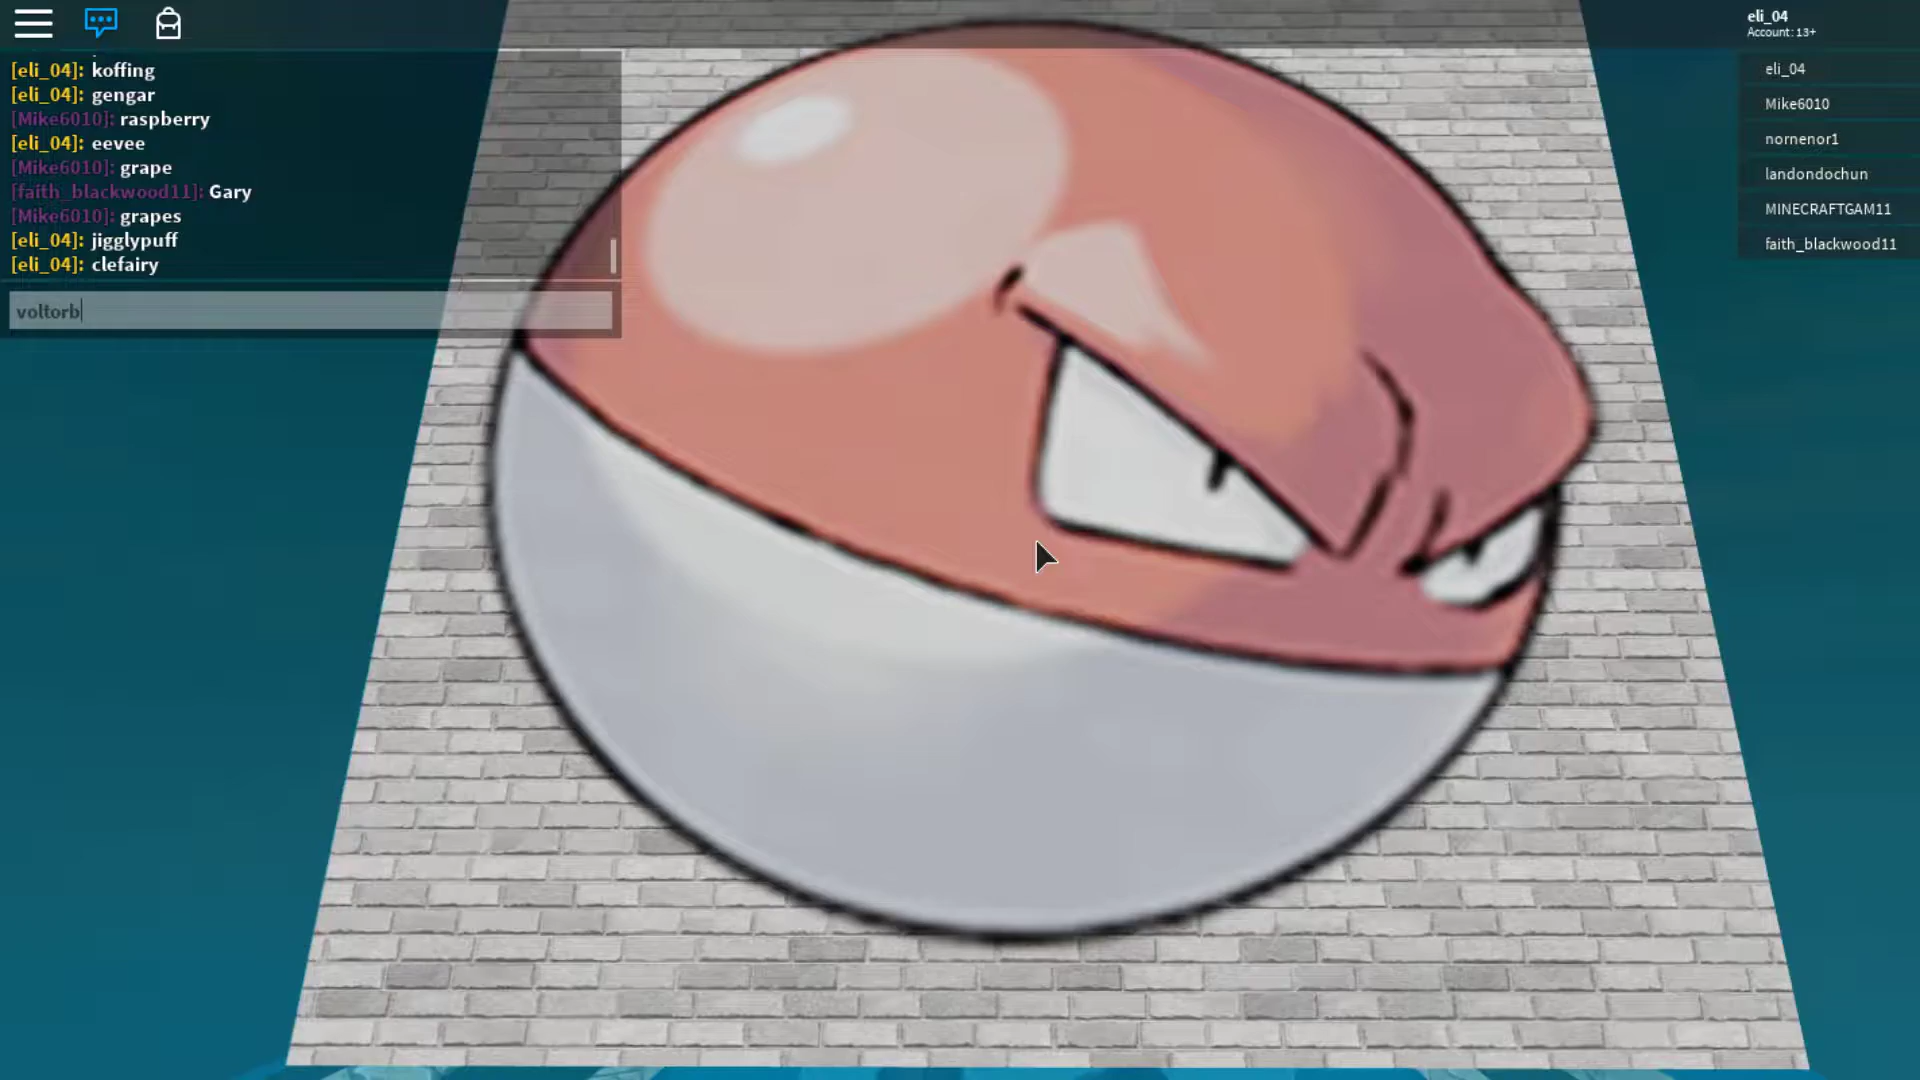 eli_04
Account: 13+
[eli_04]: koffing
[eli_04]: gengar
[Mike6010]: raspberry
[eli_04]: eevee
[Mike6010]: grape
[faith_blackwood11]: Gary
[Mike6010]: grapes
[eli_04]: jigglypuff
[eli_04]: clefairy
voltorb
eli_04
Mike6010
nornenor1
landondochun
MINECRAFTGAM11
faith_blackwood11